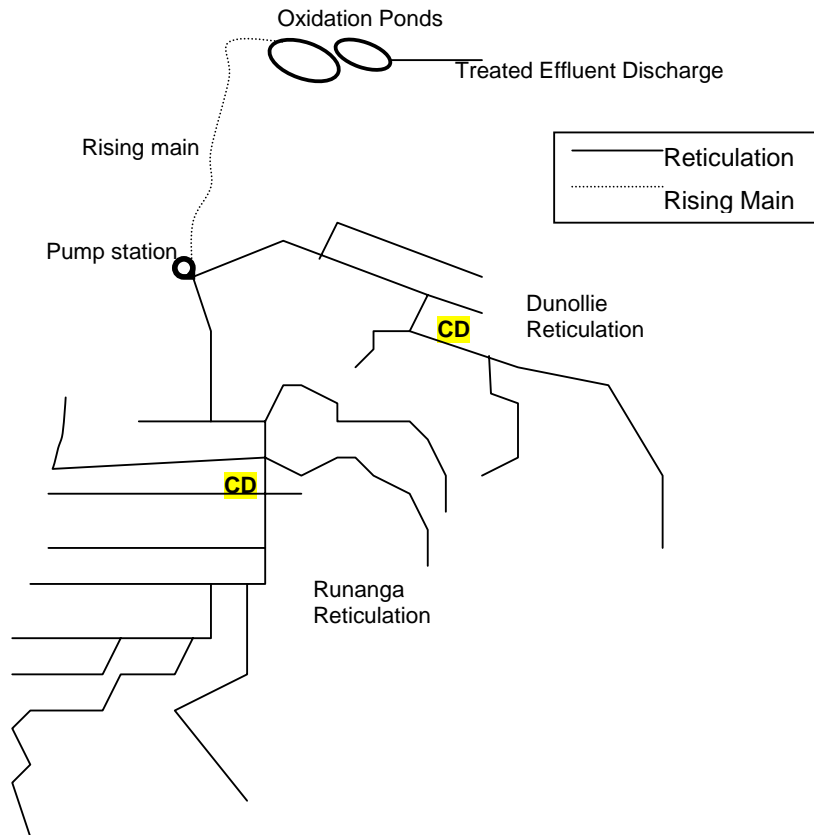 Oxidation Ponds
Treated Effluent Discharge
Rising main
Reticulation
Rising Main
Pump station
Dunollie
Reticulation
CD
CD
Runanga
Reticulation